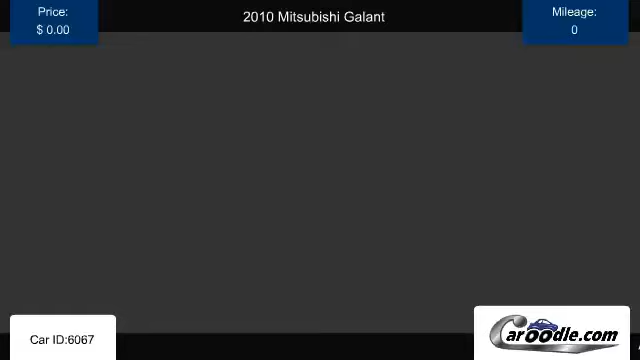 Price:
$ 0.00
2010 Mitsubishi Galant
Mileage:
0
Car ID:6067
Caroodle.com